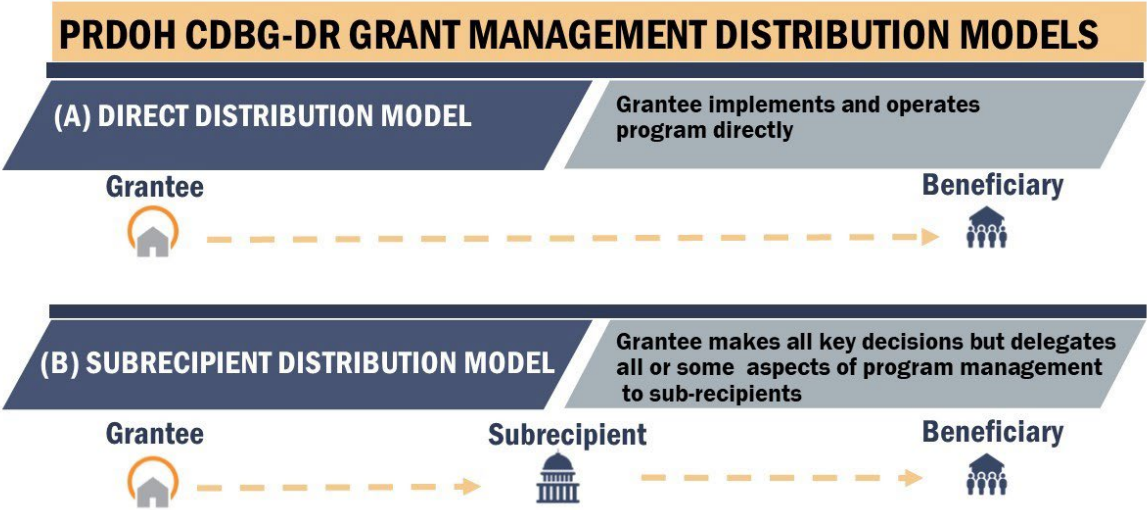 PRDOH CDBG-DR GRANT MANAGEMENT DISTRIBUTION MODELS
(A) DIRECT DISTRIBUTION MODEL
Grantee implements and operates
program directly
Grantee
Beneficiary
(B) SUBRECIPIENT DISTRIBUTION MODEL
Grantee makes all key decisions but delegates
all or some aspects of program management
to sub-recipients
Grantee
Subrecipient
Beneficiary